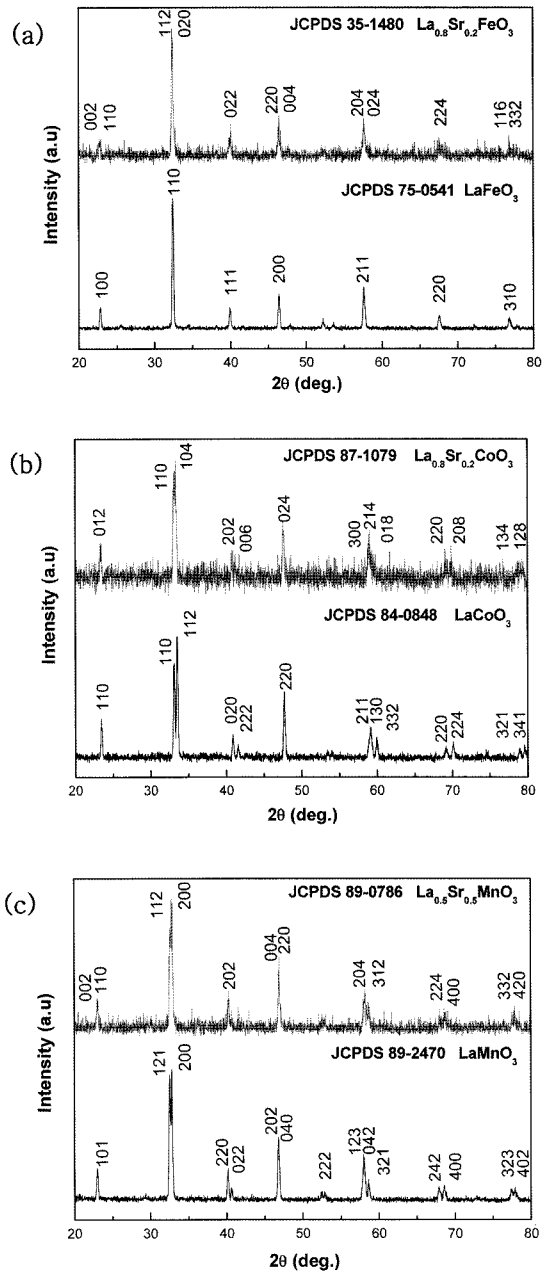 (a)
JCPDS 35-1480 La0.8Sr0.2FeO3
112 020
002 110
022
220 004
204 024
224
116 332
JCPDS 75-0541 LaFeO3
100
110
111
200
211
220
310
Intensity (a.u)
20 30 40 50 60 70 80
2θ (deg.)
(b)
JCPDS 87-1079 La0.8Sr0.2CoO3
012
110 104
202 006
024
300 214 018
220 208
134 128
JCPDS 84-0848 LaCoO3
110 112
020 222
220
211 130 332
220 224
321 341
Intensity (a.u)
20 30 40 50 60 70 80
2θ (deg.)
(c)
JCPDS 89-0786 La0.5Sr0.5MnO3
002 110
112 200
202
004 220
204 312
224 400
332 420
JCPDS 89-2470 LaMnO3
101
121 200
220 022
202 040
222
123 042 321
242 400
323 402
Intensity (a.u)
20 30 40 50 60 70 80
2θ (deg.)